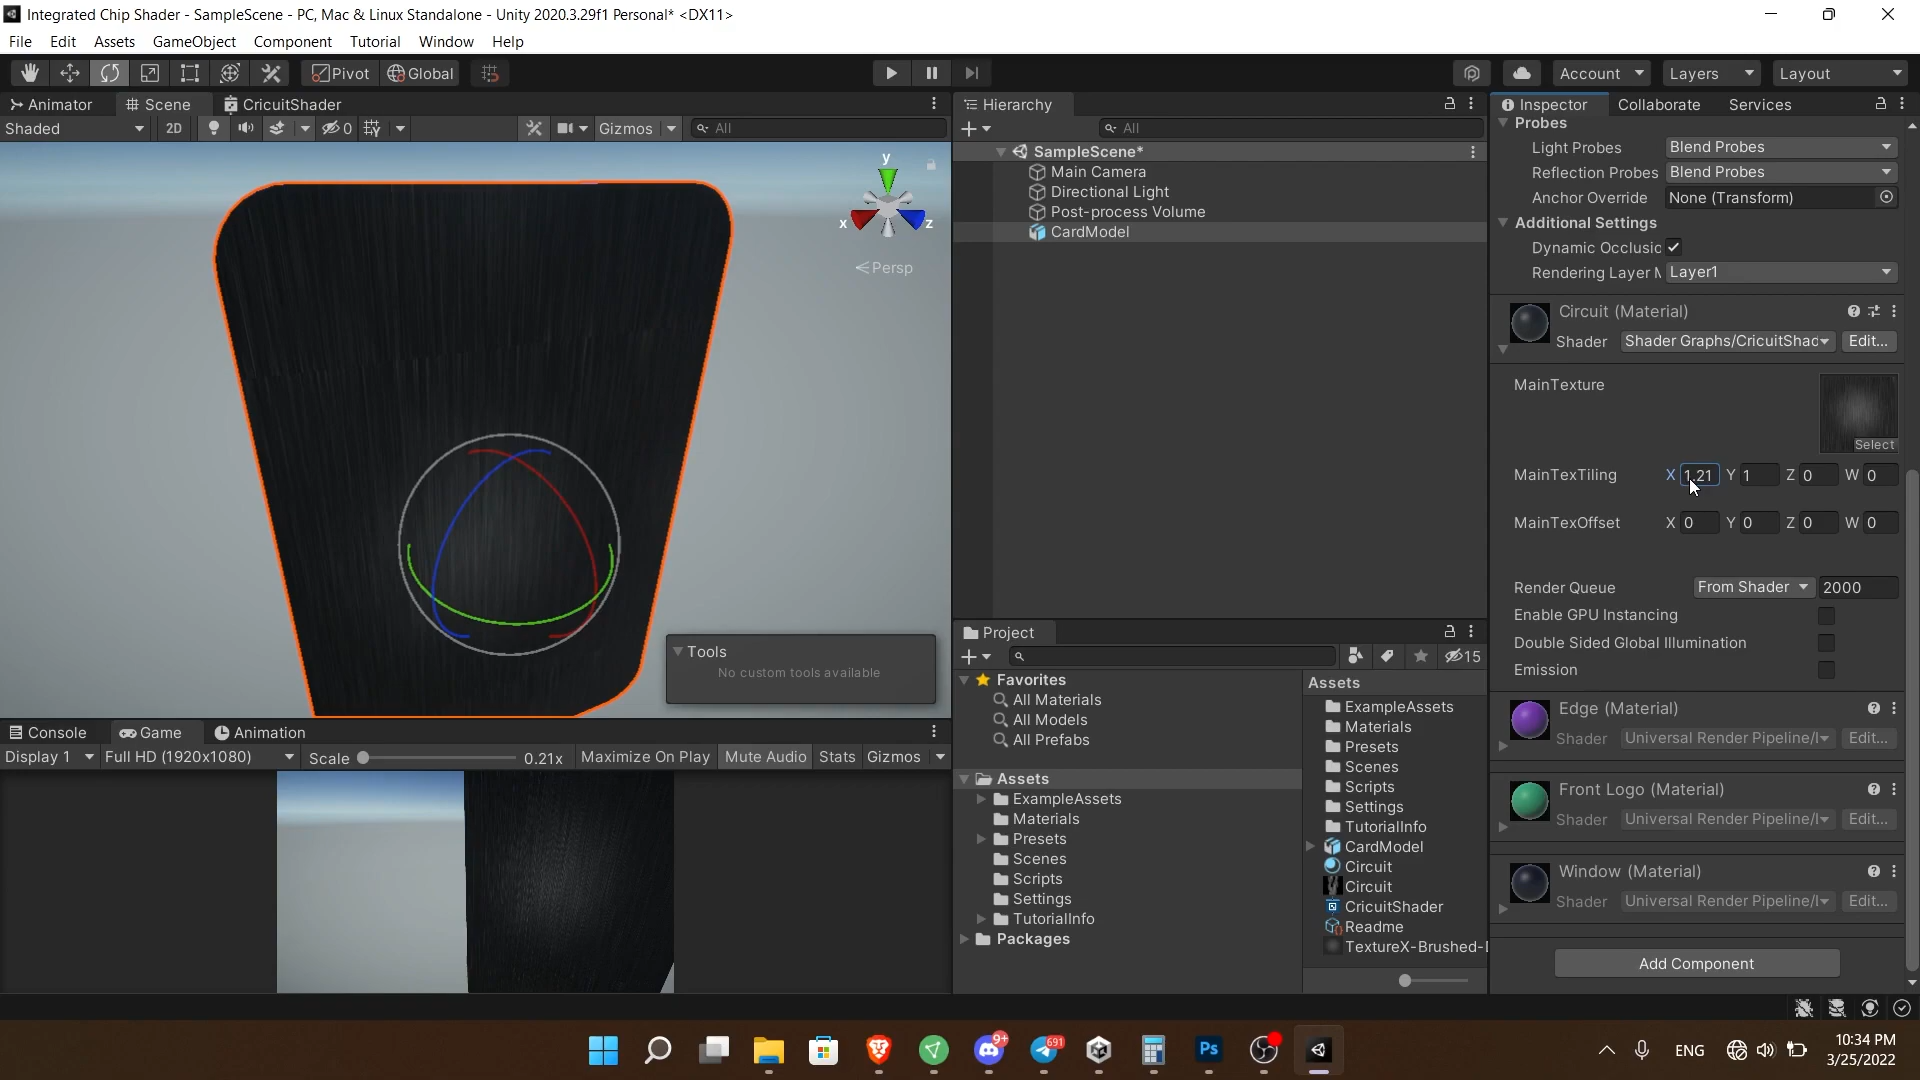 Integrated Chip Shader - SampleScene - PC, Mac & Linux Standalone - Unity 2020.3.29f1 Personal* <DX11>
File Edit Assets GameObject Component Tutorial Window Help
Pivot Global Account Layers Layout
Animator Scene CricuitShader
Shaded 2D 0 Gizmos All
y
x z
Persp
Tools
No custom tools available
Console Game Animation
Display 1 Full HD (1920x1080) Scale 0.21x Maximize On Play Mute Audio Stats Gizmos
Hierarchy
All
SampleScene*
Main Camera
Directional Light
Post-process Volume
CardModel
Project
15
Favorites
All Materials
All Models
All Prefabs
Assets
ExampleAssets
Materials
Presets
Scenes
Scripts
Settings
TutorialInfo
Packages
Assets
ExampleAssets
Materials
Presets
Scenes
Scripts
Settings
TutorialInfo
CardModel
Circuit
Circuit
CricuitShader
Readme
TextureX-Brushed-
Inspector Collaborate Services
Probes
Light Probes Blend Probes
Reflection Probes Blend Probes
Anchor Override None (Transform)
Additional Settings
Dynamic Occlusic
Rendering Layer Layer1
Circuit (Material)
Shader Shader Graphs/CricuitShac Edit...
MainTexture
Select
MainTexTiling X 1.21 Y 1 Z 0 W 0
MainTexOffset X 0 Y 0 Z 0 W 0
Render Queue From Shader 2000
Enable GPU Instancing
Double Sided Global Illumination
Emission
Edge (Material)
Shader Universal Render Pipeline/ Edit...
Front Logo (Material)
Shader Universal Render Pipeline/ Edit...
Window (Material)
Shader Universal Render Pipeline/ Edit...
Add Component
9+ 691 Ps ENG 10:34 PM
3/25/2022